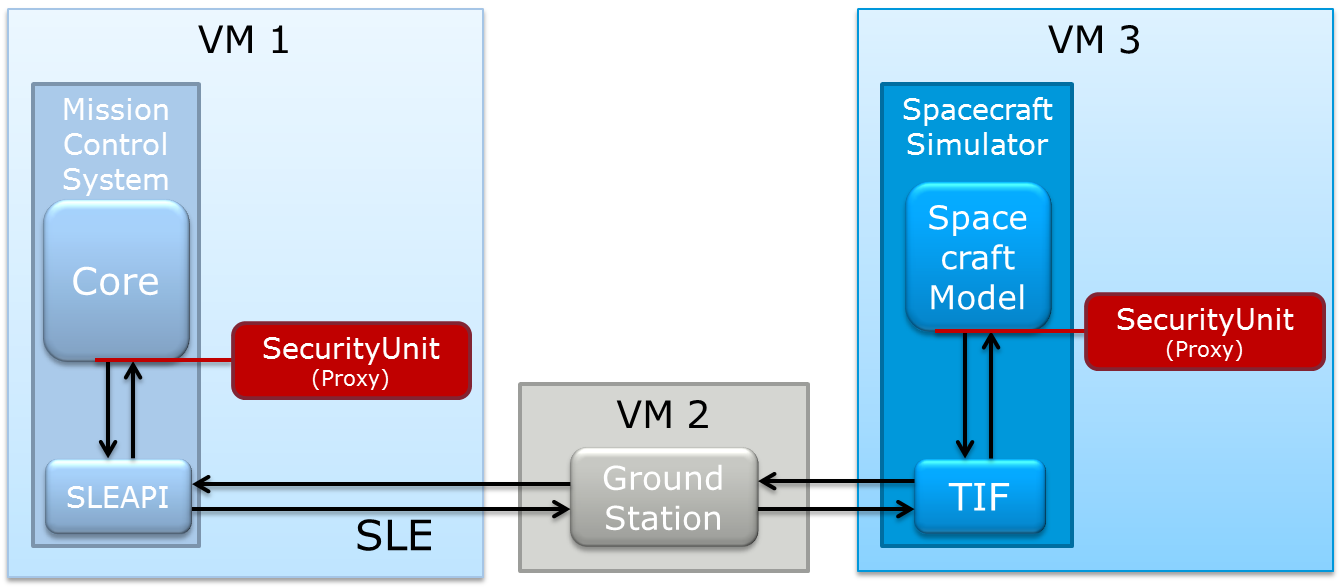 VM 1
Mission
Control
System
Core
SecurityUnit
(Proxy)
SLEAPI
SLE
VM 2
Ground
Station
VM 3
Spacecraft
Simulator
Space
craft
Model
SecurityUnit
(Proxy)
TIF